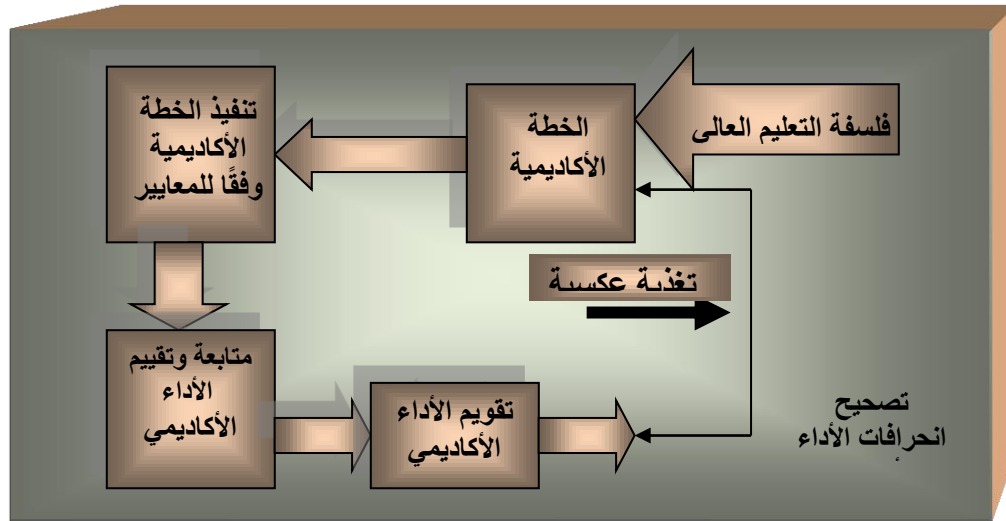 فلسفة التعليم العالى
الخطة
الأكاديمية
تنفيذ الخطة
الأكاديمية
وفقًا للمعايير
تغذية عكسية
متابعة وتقييم
الأداء
الأكاديمي
تقويم الأداء
الأكاديمي
تصحيح
انحرافات الأداء